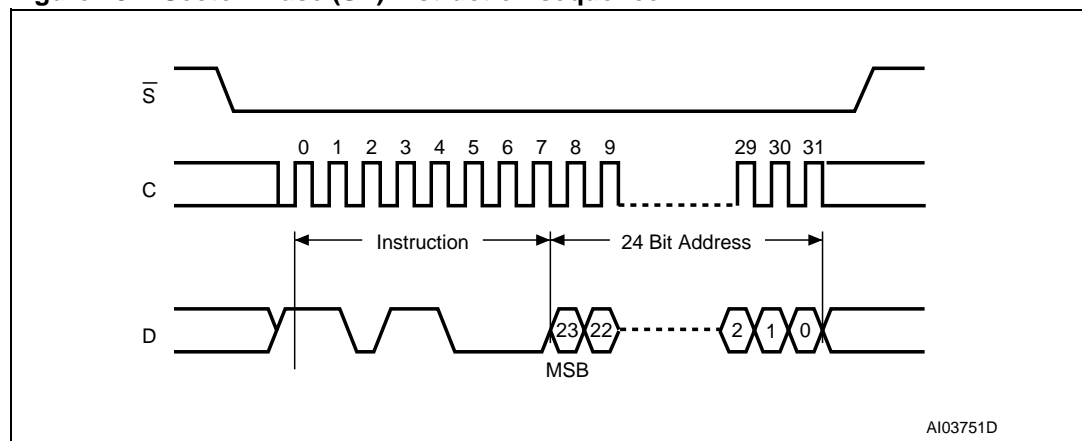 S
0 1 2 3 4 5 6 7 8 9 29 30 31
C
Instruction 24 Bit Address
D 23 22 2 1 0
MSB
AI03751D